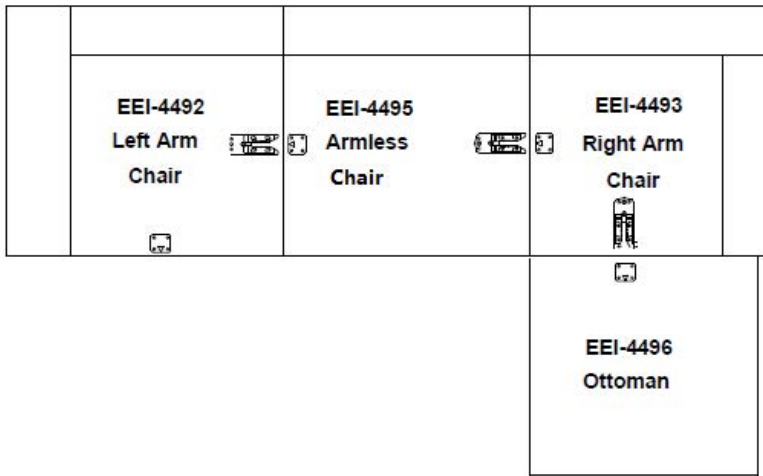 EEI-4492
Left Arm
Chair
EEI-4495
Armless
Chair
EEI-4493
Right Arm
Chair
EEI-4496
Ottoman